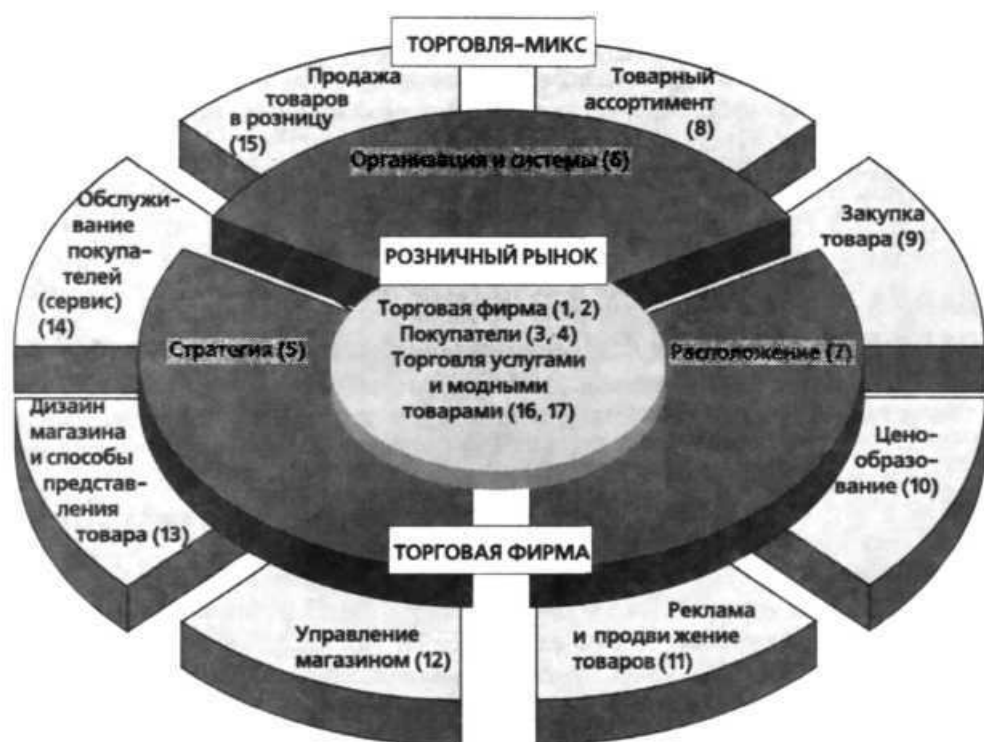 ТОРГОВЛЯ-МИКС
Продажа
товаров
в розницу
(15)
Товарный
ассортимент
(8)
Организация и системы (6)
Обслужи-
вание
покупа-
телей
(сервис)
(14)
Закупка
товара (9)
РОЗНИЧНЫЙ РЫНОК
Торговая фирма (1, 2)
Покупатели (3, 4)
Торговля услугами
и модными
товарами (16, 17)
Стратегия (5)
Расположение (7)
Дизайн
магазина
и способы
представ-
ления
товара (13)
Цено-
образо-
вание (10)
ТОРГОВАЯ ФИРМА
Управление
магазином (12)
Реклама
и продвижение
товаров (11)